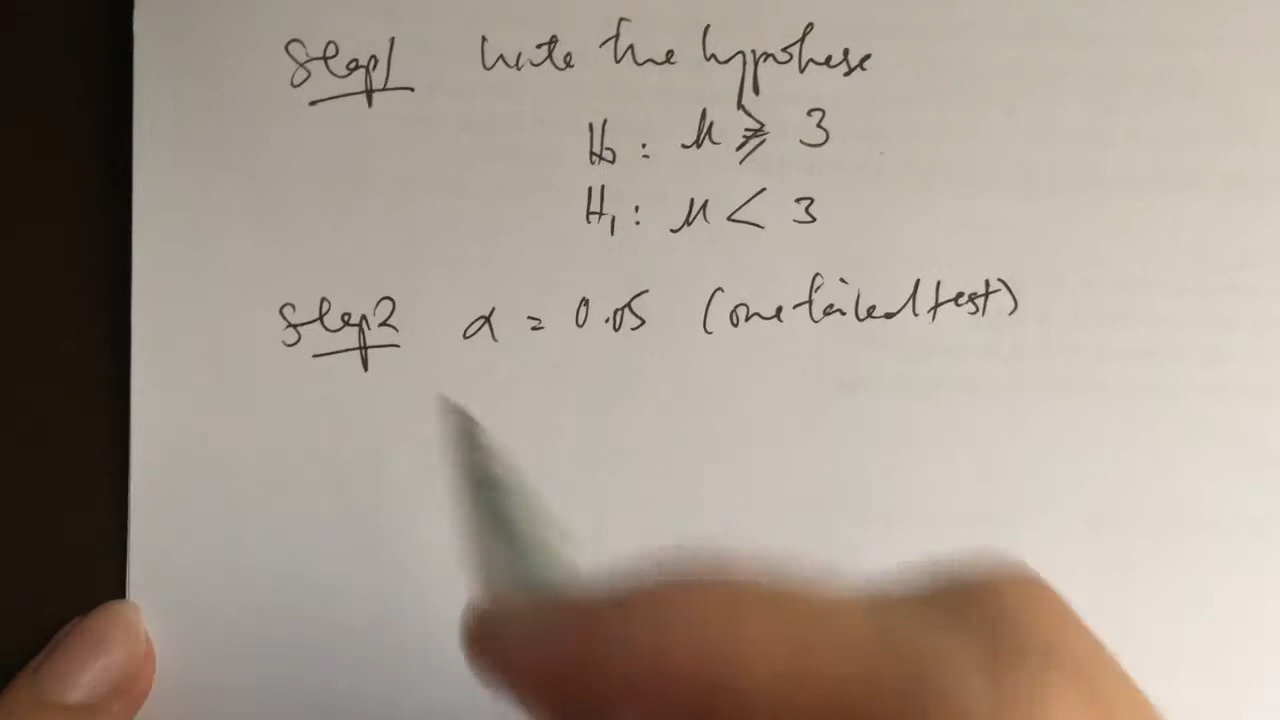 Step1 Write the hypothese
H₀: μ ≥ 3
H₁: μ < 3
Step2 α = 0.05 (one tailed test)